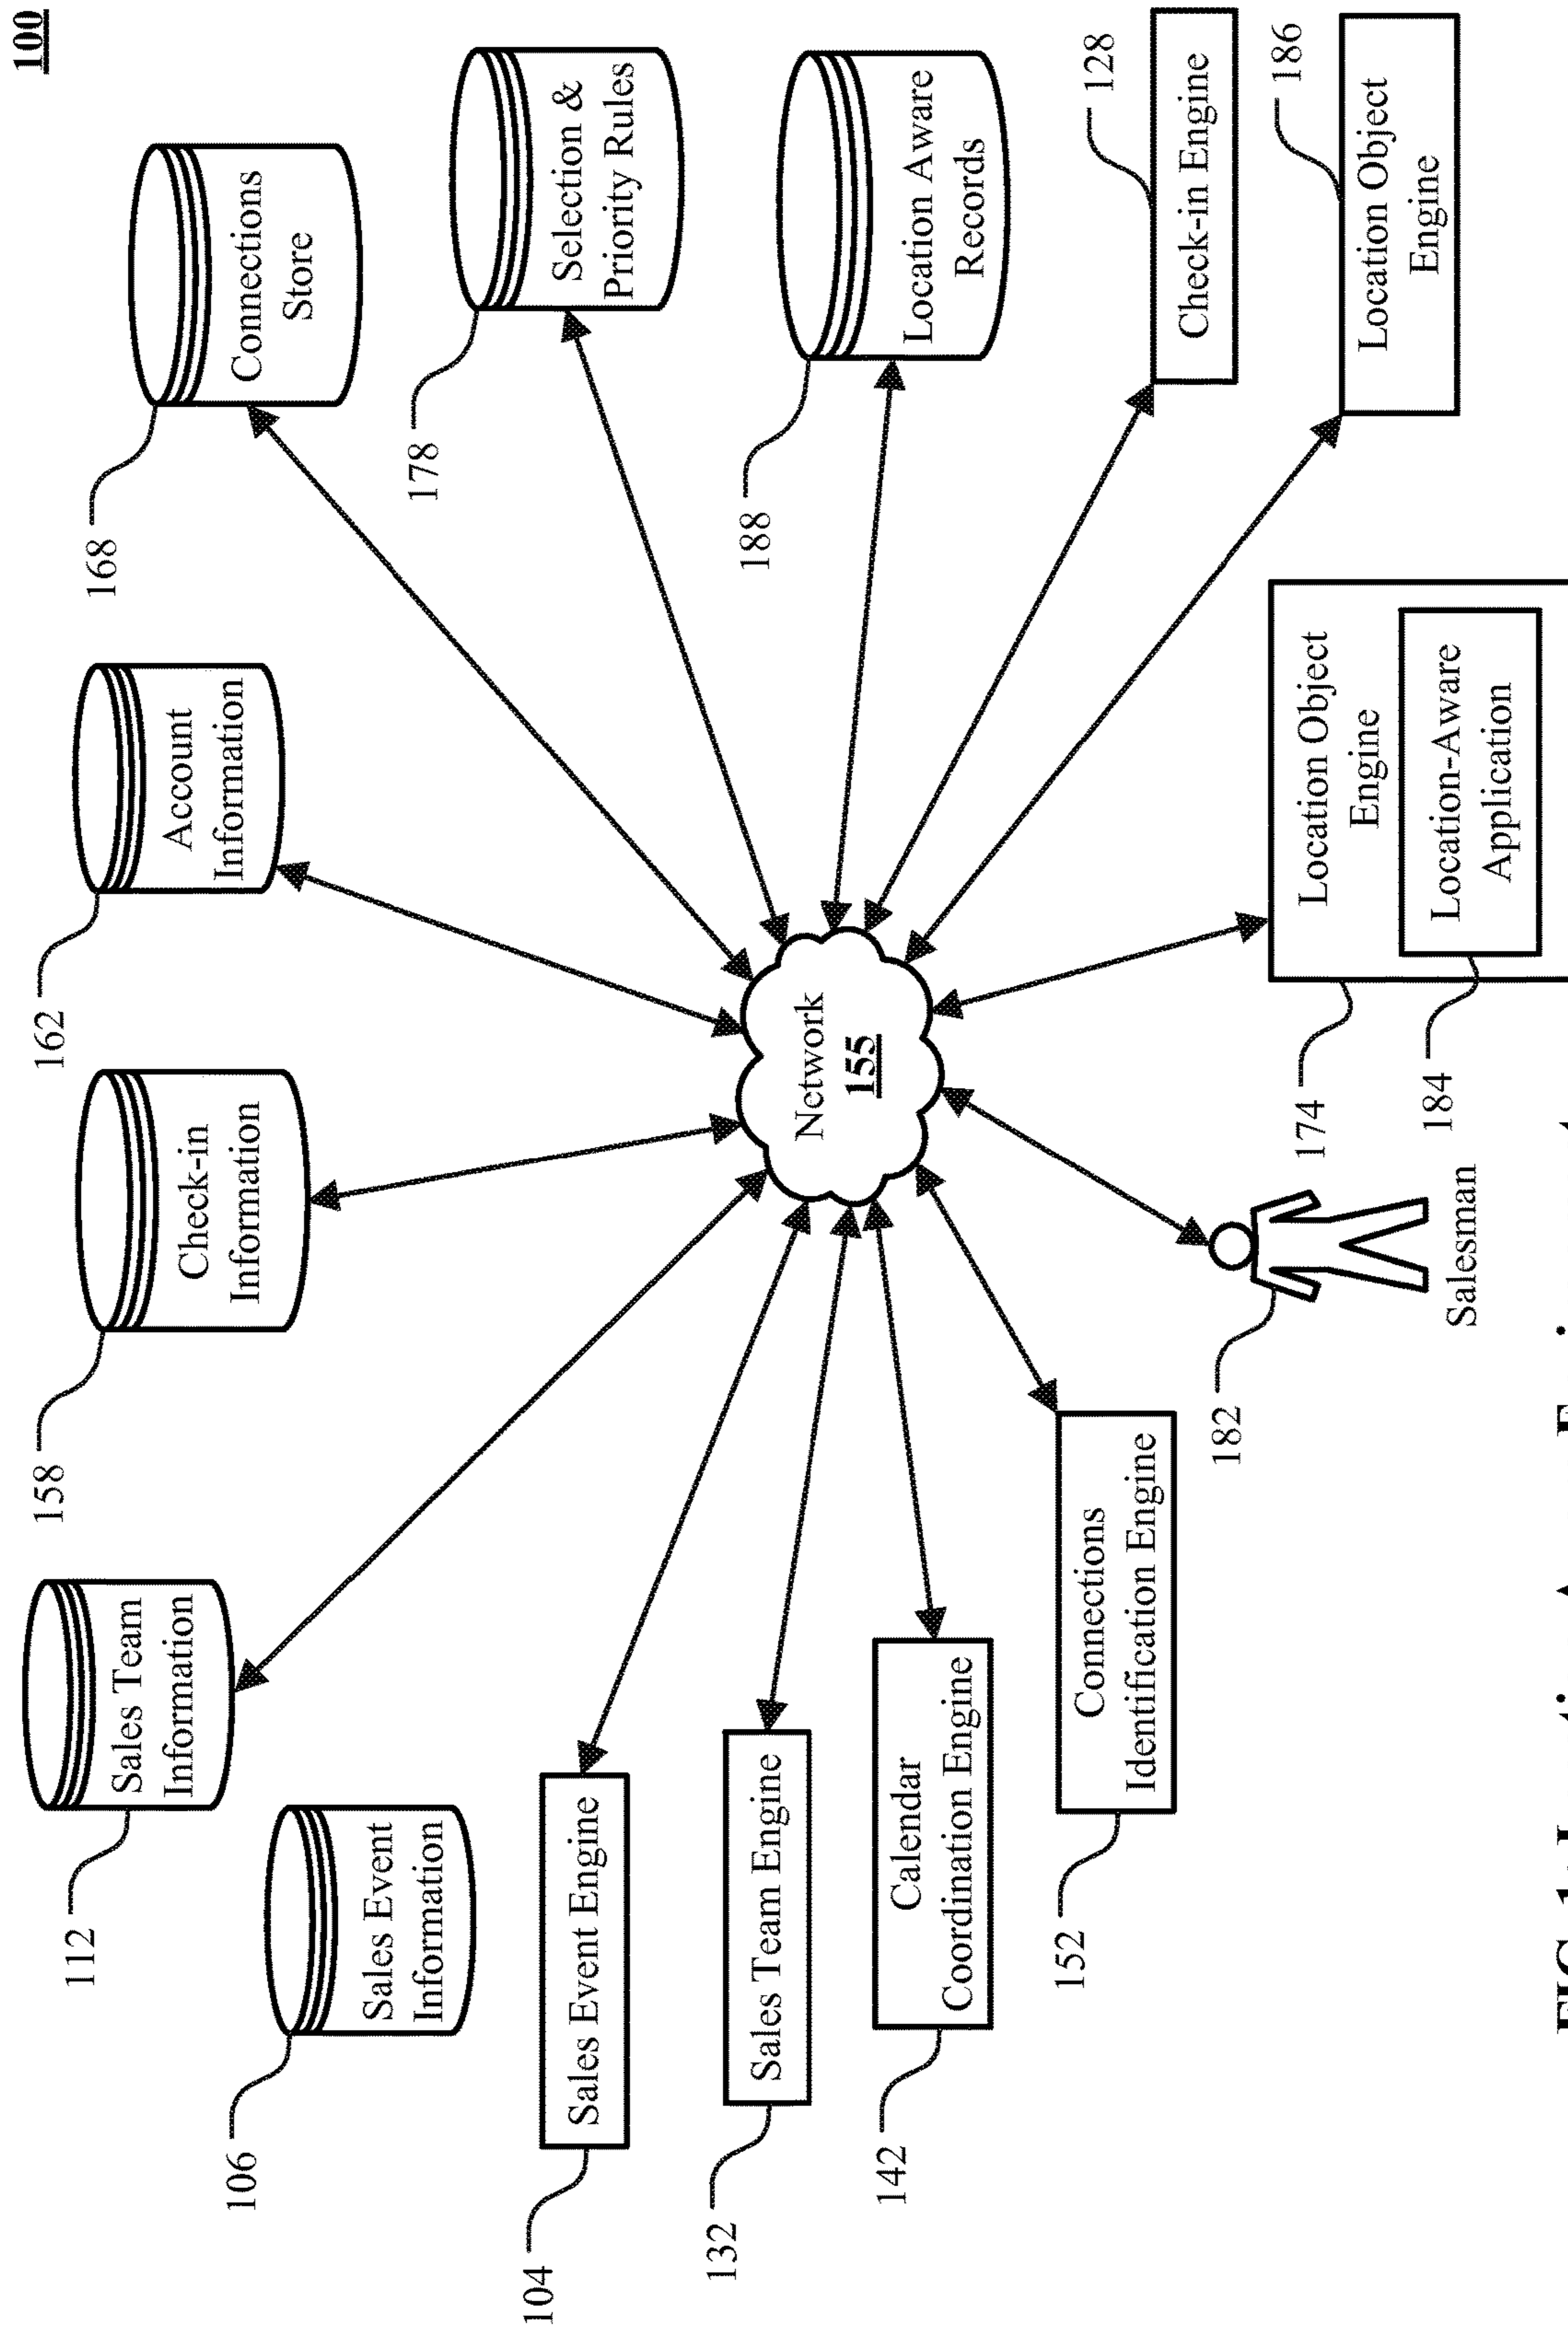 100
112
Sales Team
Information
158
Check-in
Information
162
Account
Information
168
Connections
Store
106
Sales Event
Information
178
Selection &
Priority Rules
104
Sales Event Engine
132
Sales Team Engine
Network
155
188
Location Aware
Records
142
Calendar
Coordination Engine
152
Connections
Identification Engine
128
Check-in Engine
182
Salesman
174
Location Object
Engine
184
Location-Aware
Application
186
Location Object
Engine